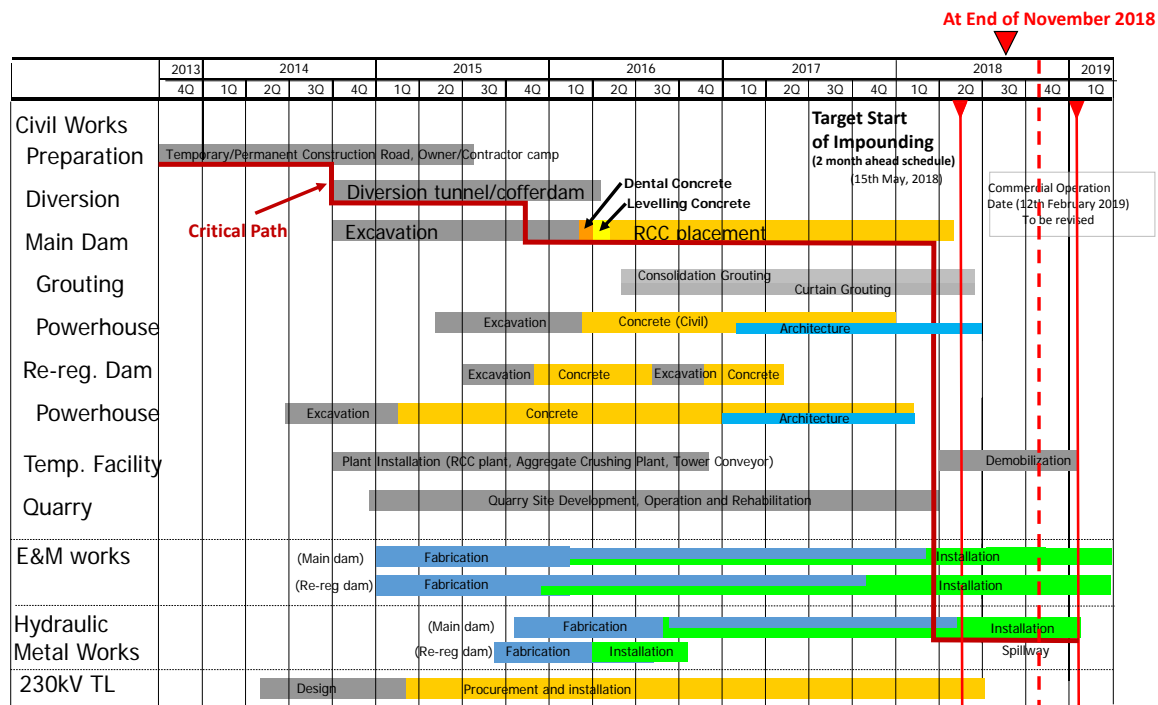 At End of November 2018
2013 2014 2015 2016 2017 2018 2019
4Q 1Q 2Q 3Q 4Q 1Q 2Q 3Q 4Q 1Q 2Q 3Q 4Q 1Q 2Q 3Q 4Q 1Q 2Q 3Q 4Q 1Q
Civil Works
Target Start
of Impounding
(2 month ahead schedule)
(15th May, 2018)
Preparation
Temporary/Permanent Construction Road, Owner/Contractor camp
Diversion
Diversion tunnel/cofferdam
Dental Concrete
Levelling Concrete
Commercial Operation
Date (12th February 2019)
To be revised
Critical Path
Main Dam
Excavation
RCC placement
Grouting
Consolidation Grouting
Curtain Grouting
Powerhouse
Excavation
Concrete (Civil)
Architecture
Re-reg. Dam
Excavation
Concrete
Excavation
Concrete
Powerhouse
Excavation
Concrete
Architecture
Temp. Facility
Plant Installation (RCC plant, Aggregate Crushing Plant, Tower Conveyor)
Demobilization
Quarry
Quarry Site Development, Operation and Rehabilitation
E&M works
(Main dam)
Fabrication
Installation
(Re-reg dam)
Fabrication
Installation
Hydraulic
Metal Works
(Main dam)
Fabrication
Installation
(Re-reg dam)
Fabrication
Installation
Spillway
230kV TL
Design
Procurement and installation